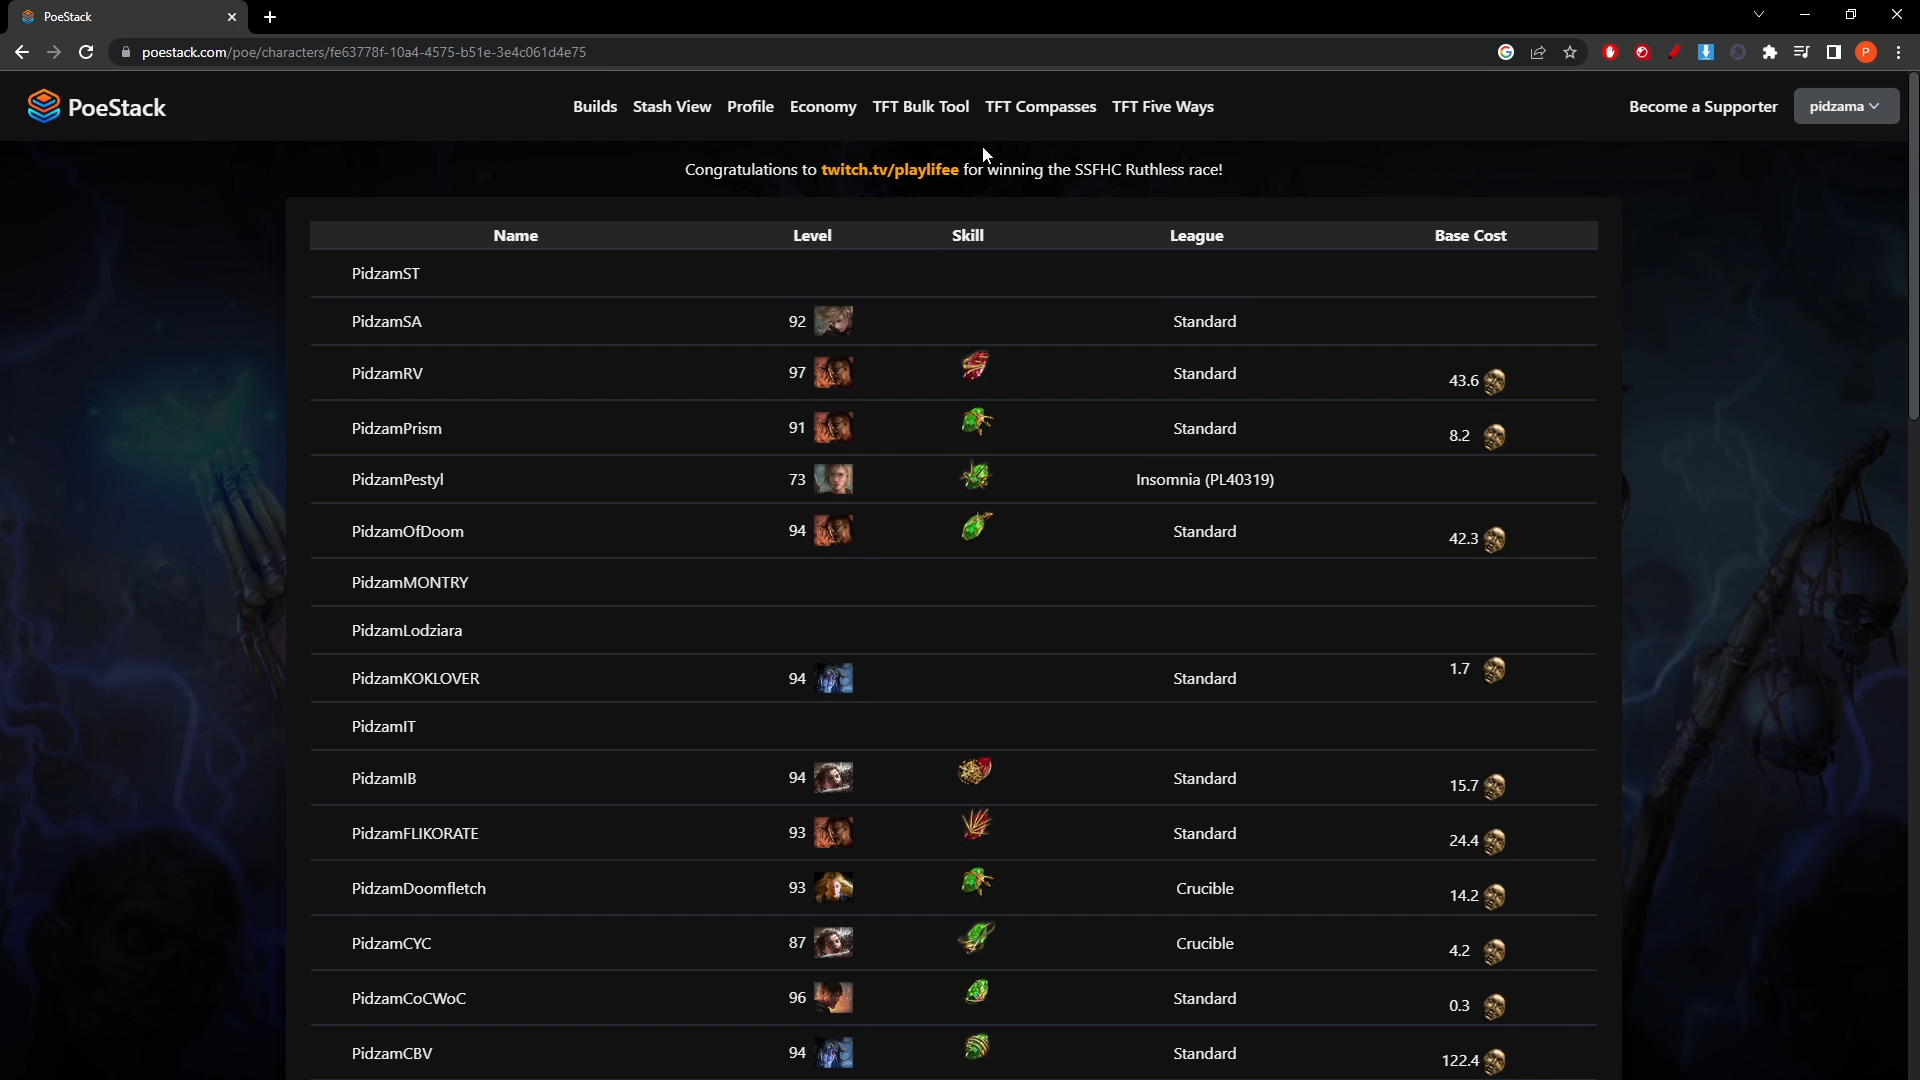 PoeStack
poestack.com/poe/characters/fe63778f-10a4-4575-b51e-3e4c061d4e75
P
PoeStack
Builds Stash View Profile Economy TFT Bulk Tool TFT Compasses TFT Five Ways
Become a Supporter
pidzama
Congratulations to twitch.tv/playlifee for winning the SSFHC Ruthless race!
Name Level Skill League Base Cost
PidzamST
PidzamSA 92 Standard
PidzamRV 97 Standard 43.6
PidzamPrism 91 Standard 8.2
PidzamPestyl 73 Insomnia (PL40319)
PidzamOfDoom 94 Standard 42.3
PidzamMONTRY
PidzamLodziara
PidzamKOKLOVER 94 Standard 1.7
PidzamIT
PidzamIB 94 Standard 15.7
PidzamFLIKORATE 93 Standard 24.4
PidzamDoomfletch 93 Crucible 14.2
PidzamCYC 87 Crucible 4.2
PidzamCoCWoC 96 Standard 0.3
PidzamCBV 94 Standard 122.4